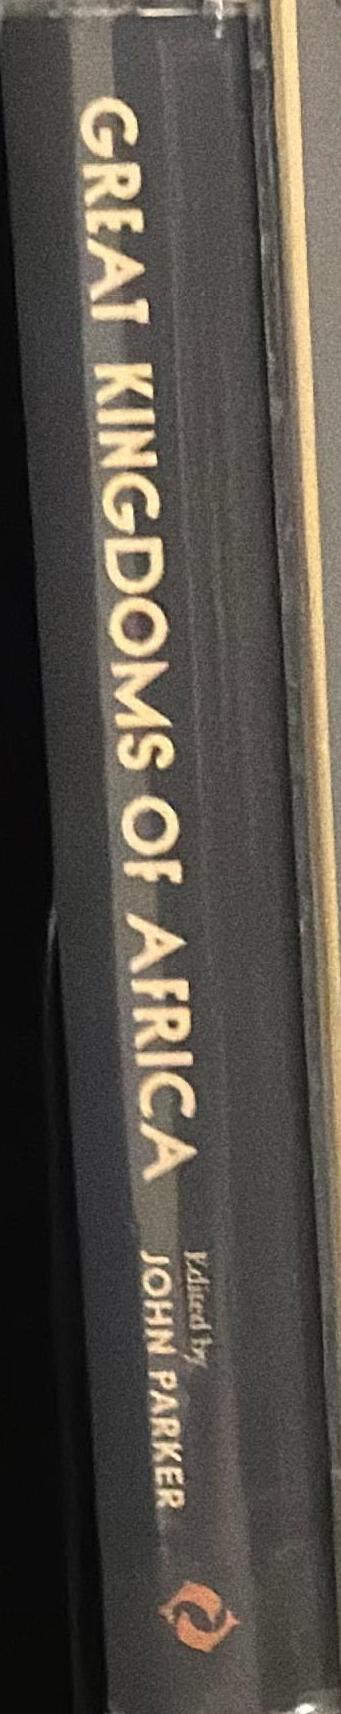 GREAT KINGDOMS OF AFRICA
Edited by
JOHN PARKER